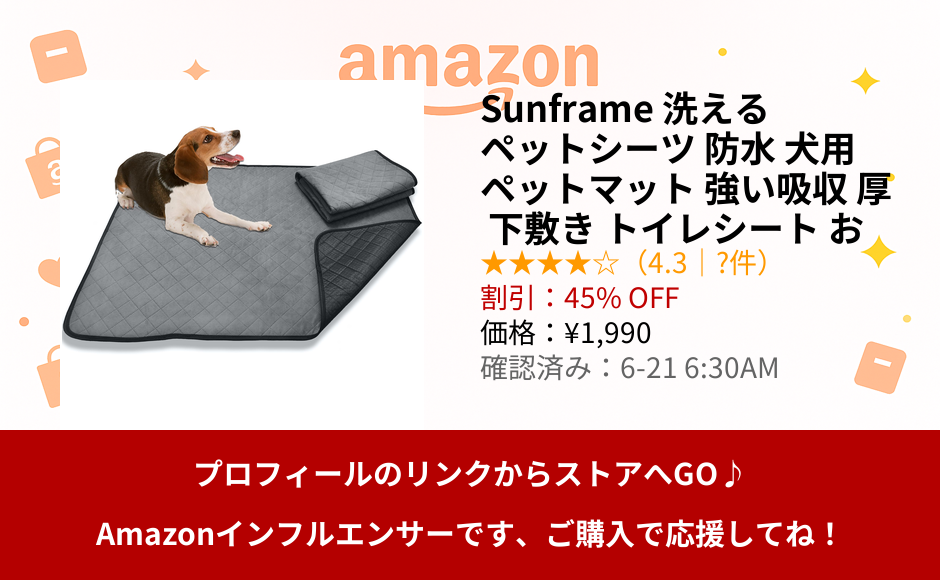 amazon
Sunframe 洗える
ペットシーツ 防水 犬用
ペットマット 強い吸収 厚
下敷き トイレシート お
★★★★☆（4.3｜?件）
割引：45% OFF
価格：¥1,990
確認済み：6-21 6:30AM
プロフィールのリンクからストアへGO♪
Amazonインフルエンサーです、ご購入で応援してね！